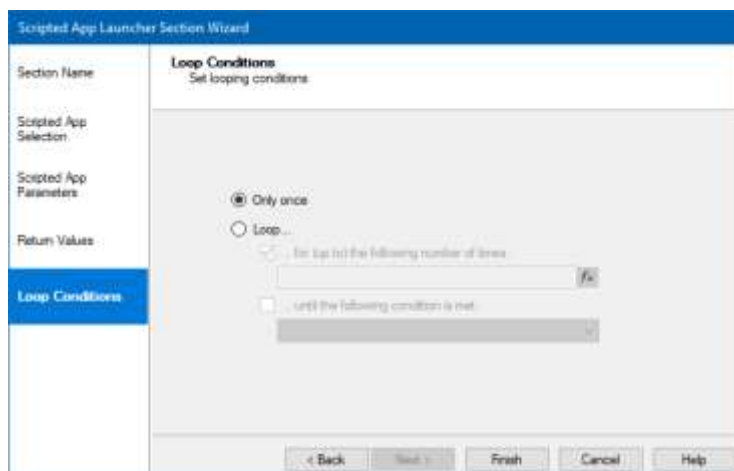 Scripted App Launcher Section Wizard
Section Name
Loop Conditions
Set looping conditions
Scripted App
Selection
Scripted App
Parameters
Return Values
Loop Conditions
Only once
Loop...
... for (up to) the following number of times
fx
... until the following condition is met
< Back
Next >
Finish
Cancel
Help